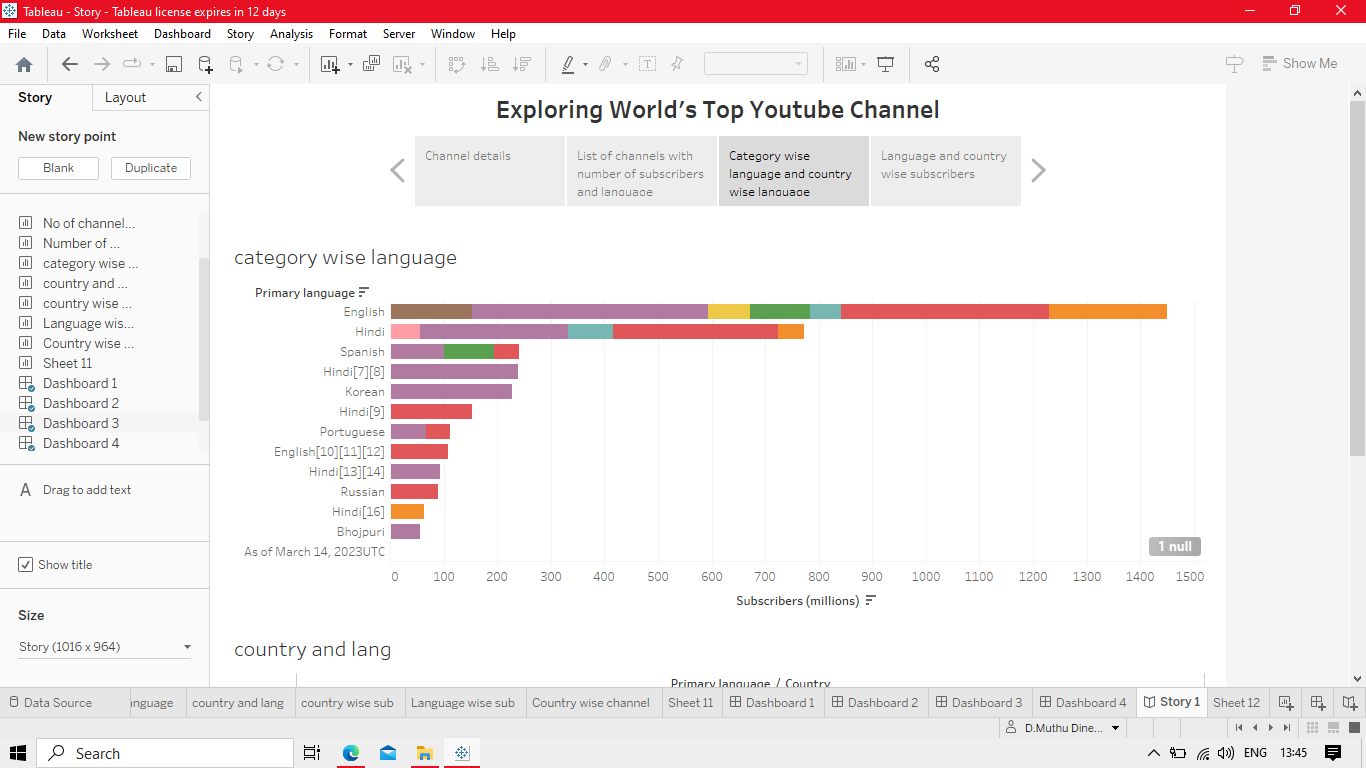 Tableau - Story - Tableau license expires in 12 days
File Data Worksheet Dashboard Story Analysis Format Server Window Help
Show Me
Story Layout
New story point
Blank Duplicate
No of channel...
Number of ...
category wise ...
country and ...
country wise ...
Language wis...
Country wise ...
Sheet 11
Dashboard 1
Dashboard 2
Dashboard 3
Dashboard 4
A Drag to add text
Show title
Size
Story (1016 x 964)
Exploring World's Top Youtube Channel
Channel details
List of channels with
number of subscribers
and language
Category wise
language and country
wise language
Language and country
wise subscribers
category wise language
Primary language
English
Hindi
Spanish
Hindi[7][8]
Korean
Hindi[9]
Portuguese
English[10][11][12]
Hindi[13][14]
Russian
Hindi[16]
Bhojpuri
As of March 14, 2023UTC
1 null
0 100 200 300 400 500 600 700 800 900 1000 1100 1200 1300 1400 1500
Subscribers (millions)
country and lang
Primary language / Country
Data Source nguage country and lang country wise sub Language wise sub Country wise channel Sheet 11 Dashboard 1 Dashboard 2 Dashboard 3 Dashboard 4 Story 1 Sheet 12
D.Muthu Dine...
Search
ENG 13:45